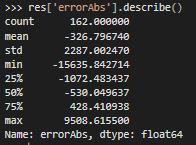 >>> res['errorAbs'].describe()
count 162.000000
mean -326.796740
std 2287.002470
min -15635.842714
25% -1072.483437
50% -530.049637
75% 428.410938
max 9508.615500
Name: errorAbs, dtype: float64